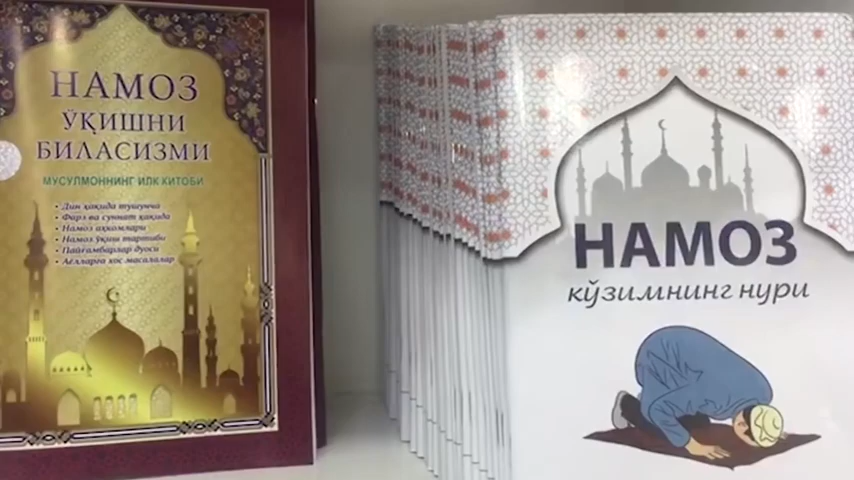 НАМОЗ
ЎҚИШНИ
БИЛАСИЗМИ
МУСУЛМОННИНГ ИЛК КИТОБИ
• Дин ҳақида тушунча
• Фарз ва суннат ҳақида
• Намоз аҳкомлари
• Намоз ўқиш тартиби
• Пайғамбарлар дуоси
• Аёлларга хос масалалар
НАМОЗ
кўзимнинг нури